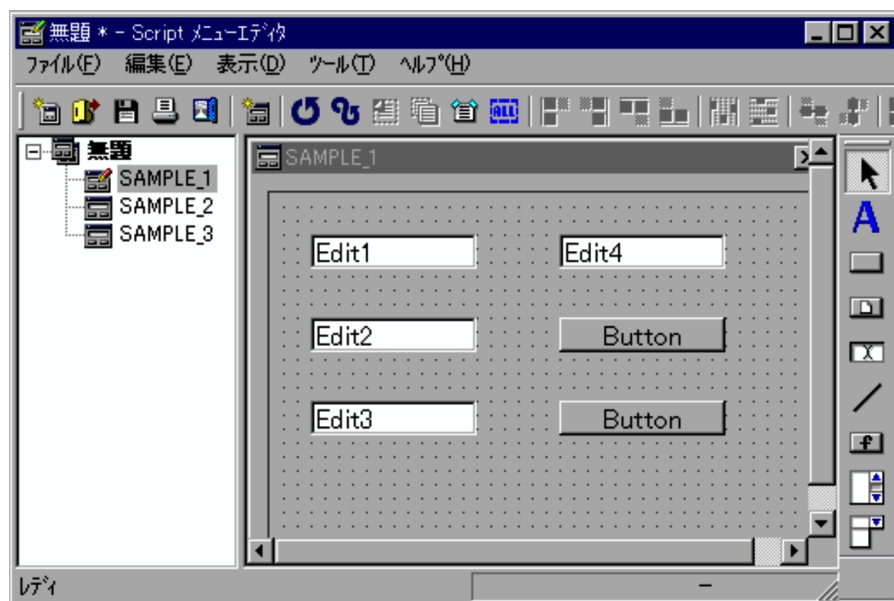 無題 * - Script ﾒﾆｭｰｴﾃﾞｨﾀ
ﾌｧｲﾙ(F) 編集(E) 表示(D) ﾂｰﾙ(T) ﾍﾙﾌﾟ(H)
ALL
無題
SAMPLE_1
SAMPLE_2
SAMPLE_3
SAMPLE_1
Edit1
Edit4
Edit2
Button
Edit3
Button
A
f
ﾚﾃﾞｨ